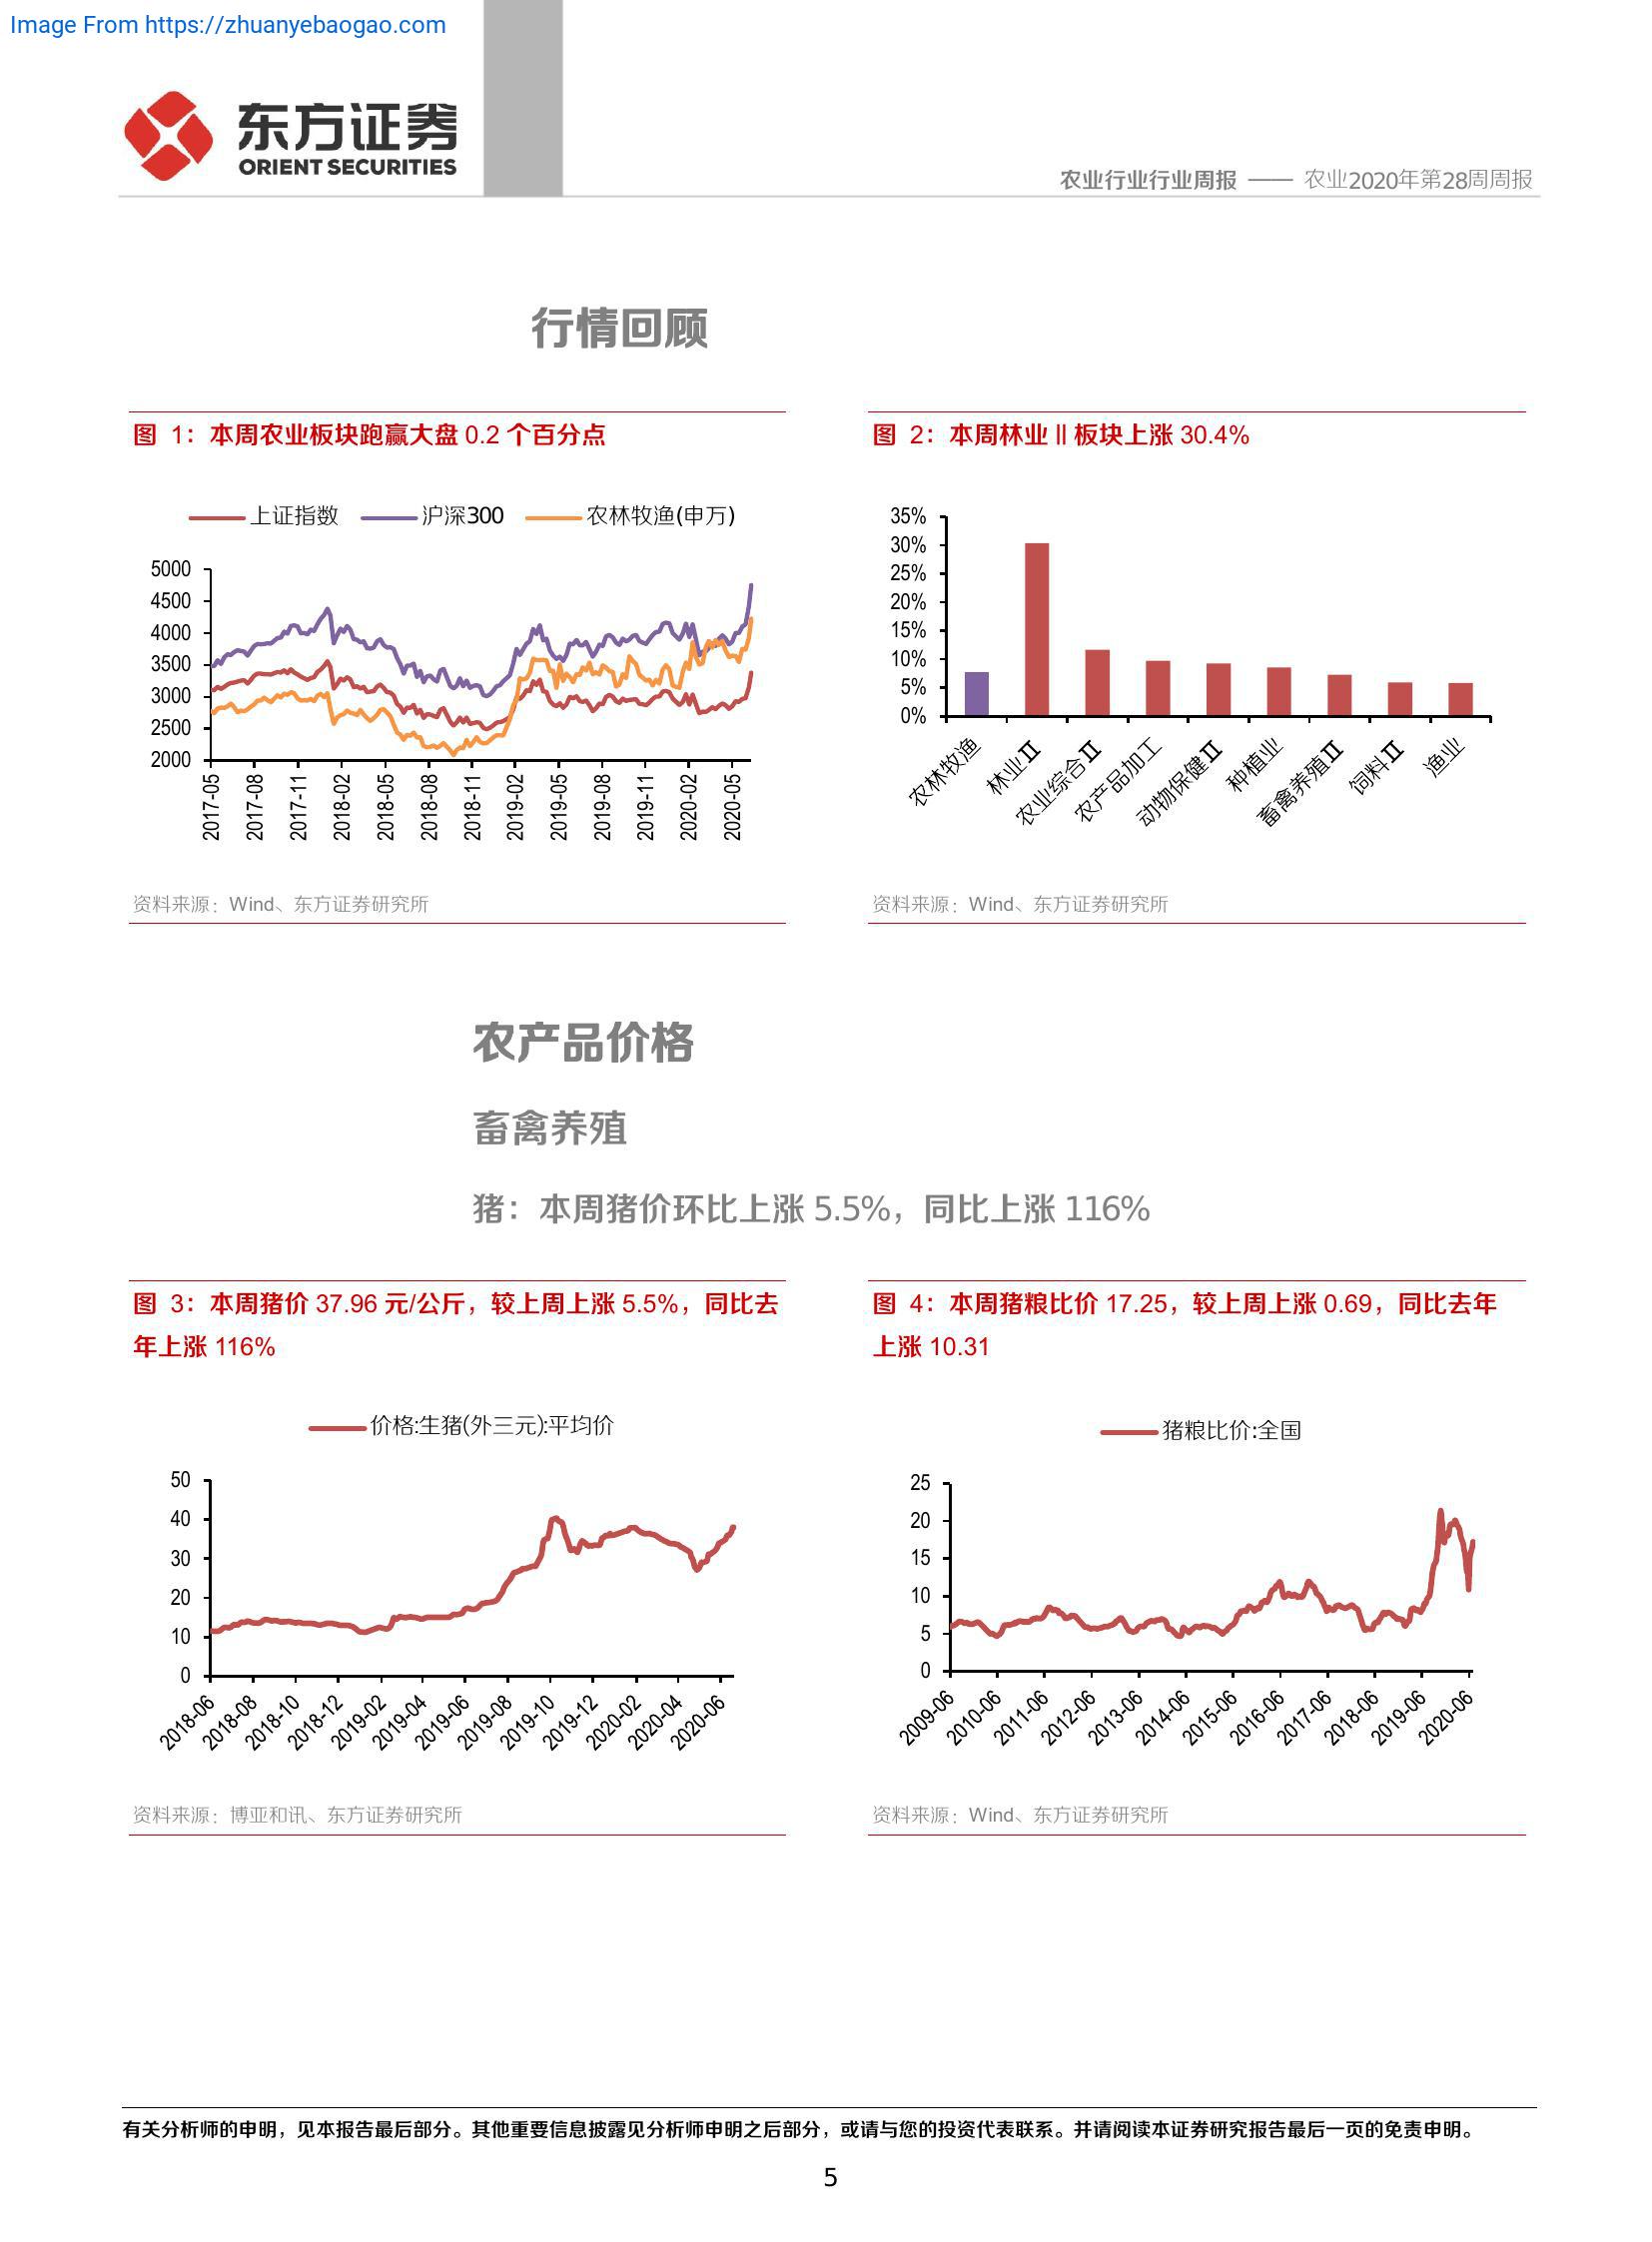 Image From https://zhuanyebaogao.com
东方证券
ORIENT SECURITIES
农业行业行业周报 —— 农业2020年第28周周报
行情回顾
图 1：本周农业板块跑赢大盘 0.2 个百分点
上证指数 沪深300 农林牧渔(申万)
5000
4500
4000
3500
3000
2500
2000
2017-05 2017-08 2017-11 2018-02 2018-05 2018-08 2018-11 2019-02 2019-05 2019-08 2019-11 2020-02 2020-05
资料来源：Wind、东方证券研究所
图 2：本周林业Ⅱ板块上涨 30.4%
35%
30%
25%
20%
15%
10%
5%
0%
农林牧渔 林业Ⅱ 农业综合Ⅱ 农产品加工 动物保健Ⅱ 种植业 畜禽养殖Ⅱ 饲料Ⅱ 渔业
资料来源：Wind、东方证券研究所
农产品价格
畜禽养殖
猪：本周猪价环比上涨 5.5%，同比上涨 116%
图 3：本周猪价 37.96 元/公斤，较上周上涨 5.5%，同比去
年上涨 116%
价格:生猪(外三元):平均价
50
40
30
20
10
0
2018-06 2018-08 2018-10 2018-12 2019-02 2019-04 2019-06 2019-08 2019-10 2019-12 2020-02 2020-04 2020-06
资料来源：博亚和讯、东方证券研究所
图 4：本周猪粮比价 17.25，较上周上涨 0.69，同比去年
上涨 10.31
猪粮比价:全国
25
20
15
10
5
0
2009-06 2010-06 2011-06 2012-06 2013-06 2014-06 2015-06 2016-06 2017-06 2018-06 2019-06 2020-06
资料来源：Wind、东方证券研究所
有关分析师的申明，见本报告最后部分。其他重要信息披露见分析师申明之后部分，或请与您的投资代表联系。并请阅读本证券研究报告最后一页的免责申明。
5